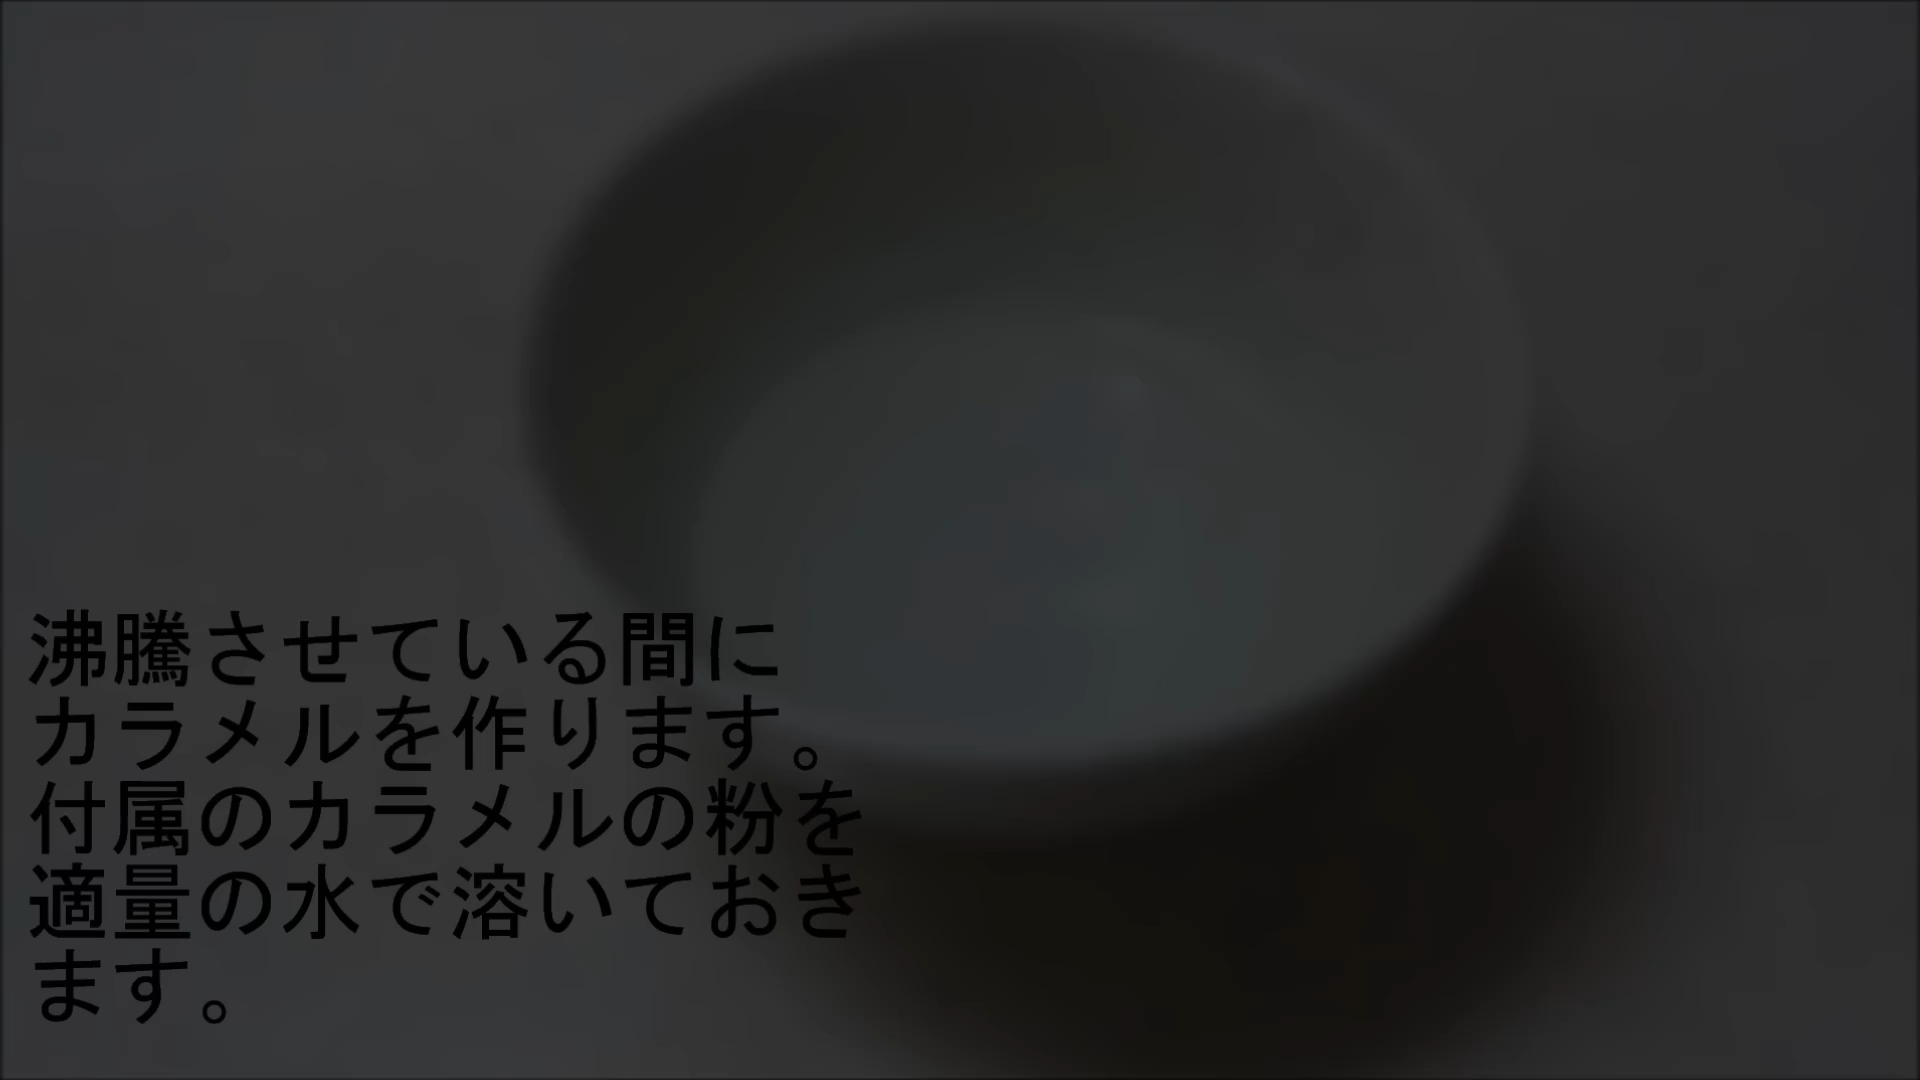 沸騰させている間に
カラメルを作ります。
付属のカラメルの粉を
適量の水で溶いておき
ます。